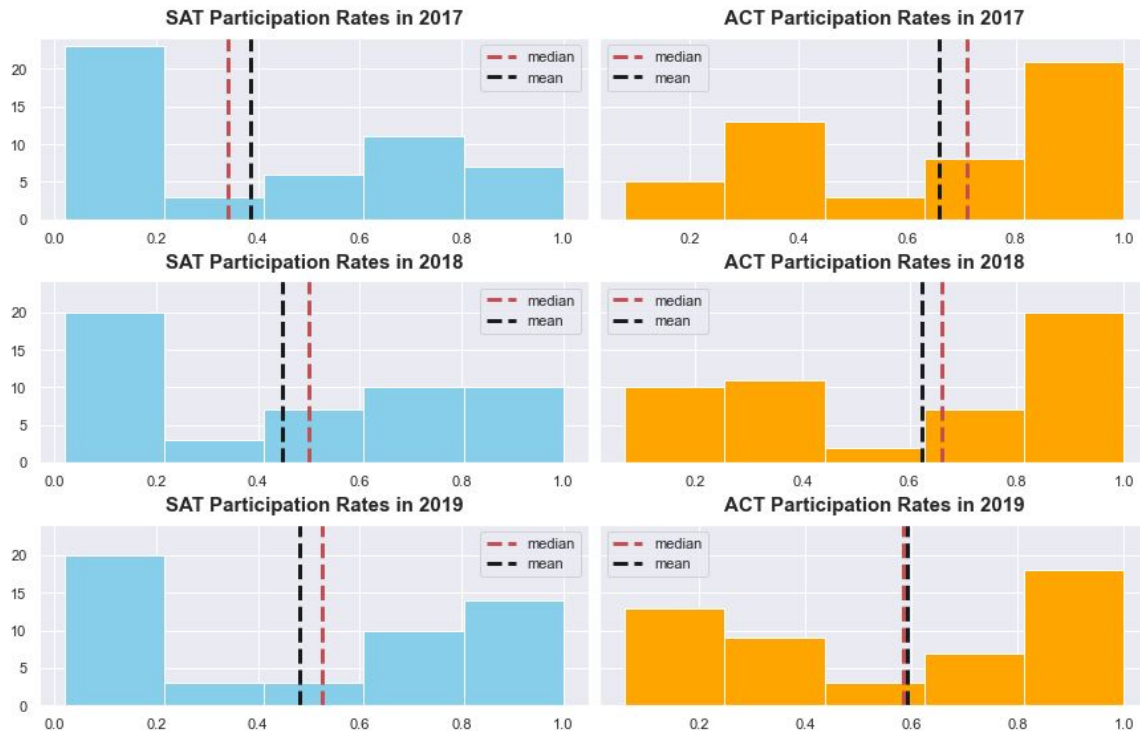 SAT Participation Rates in 2017
median
mean
20
15
10
5
0
0.0 0.2 0.4 0.6 0.8 1.0
ACT Participation Rates in 2017
median
mean
0.2 0.4 0.6 0.8 1.0
SAT Participation Rates in 2018
median
mean
20
15
10
5
0
0.0 0.2 0.4 0.6 0.8 1.0
ACT Participation Rates in 2018
median
mean
0.2 0.4 0.6 0.8 1.0
SAT Participation Rates in 2019
median
mean
20
15
10
5
0
0.0 0.2 0.4 0.6 0.8 1.0
ACT Participation Rates in 2019
median
mean
0.2 0.4 0.6 0.8 1.0